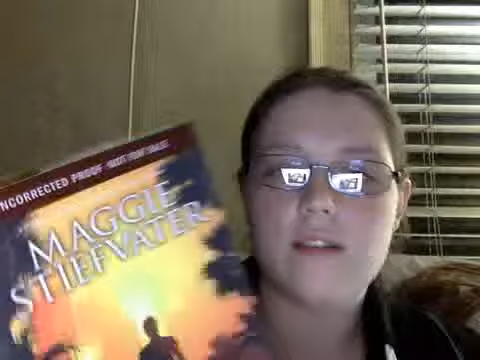 UNCORRECTED PROOF · NOT FOR SALE
MAGGIE
STIEFVATER